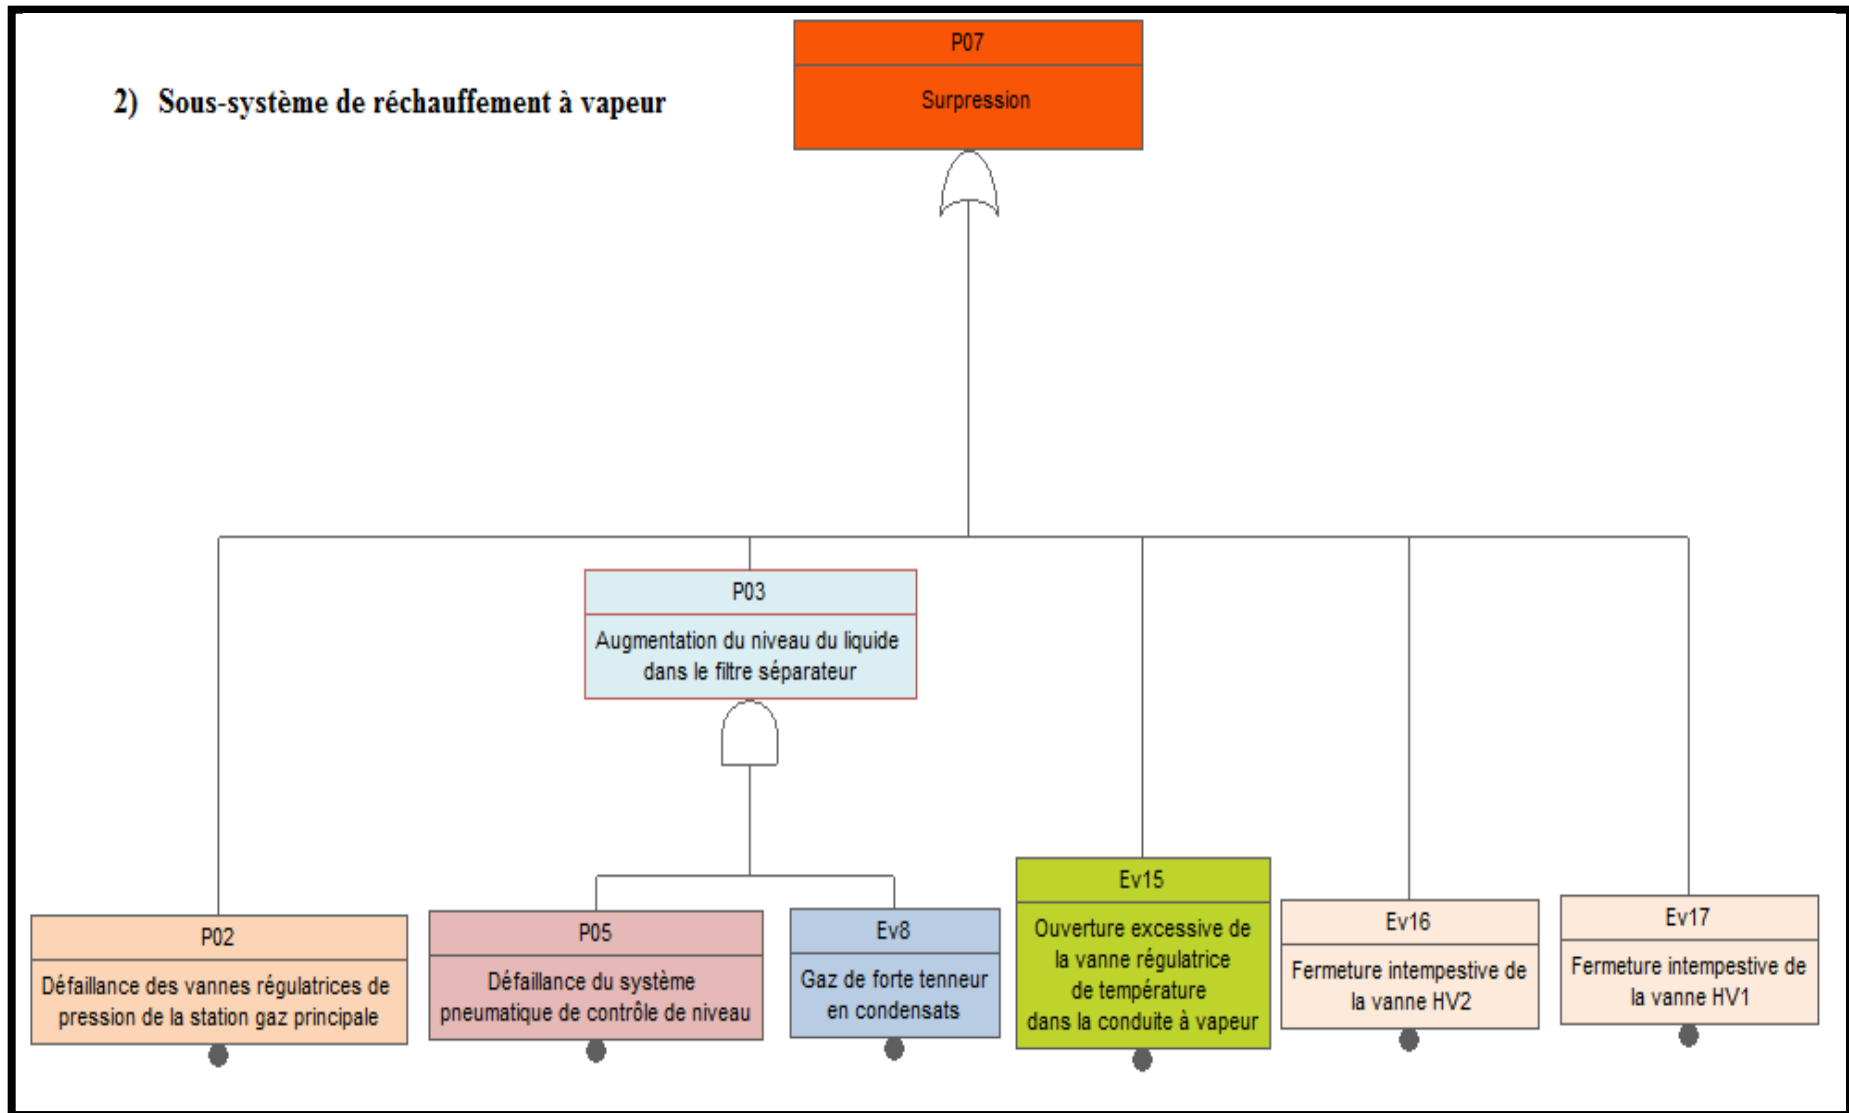 P07
2) Sous-système de réchauffement à vapeur
Surpression
P03
Augmentation du niveau du liquide
dans le filtre séparateur
P02
Défaillance des vannes régulatrices de
pression de la station gaz principale
P05
Défaillance du système
pneumatique de contrôle de niveau
Ev8
Gaz de forte tenneur
en condensats
Ev15
Ouverture excessive de
la vanne régulatrice
de température
dans la conduite à vapeur
Ev16
Fermeture intempestive de
la vanne HV2
Ev17
Fermeture intempestive de
la vanne HV1